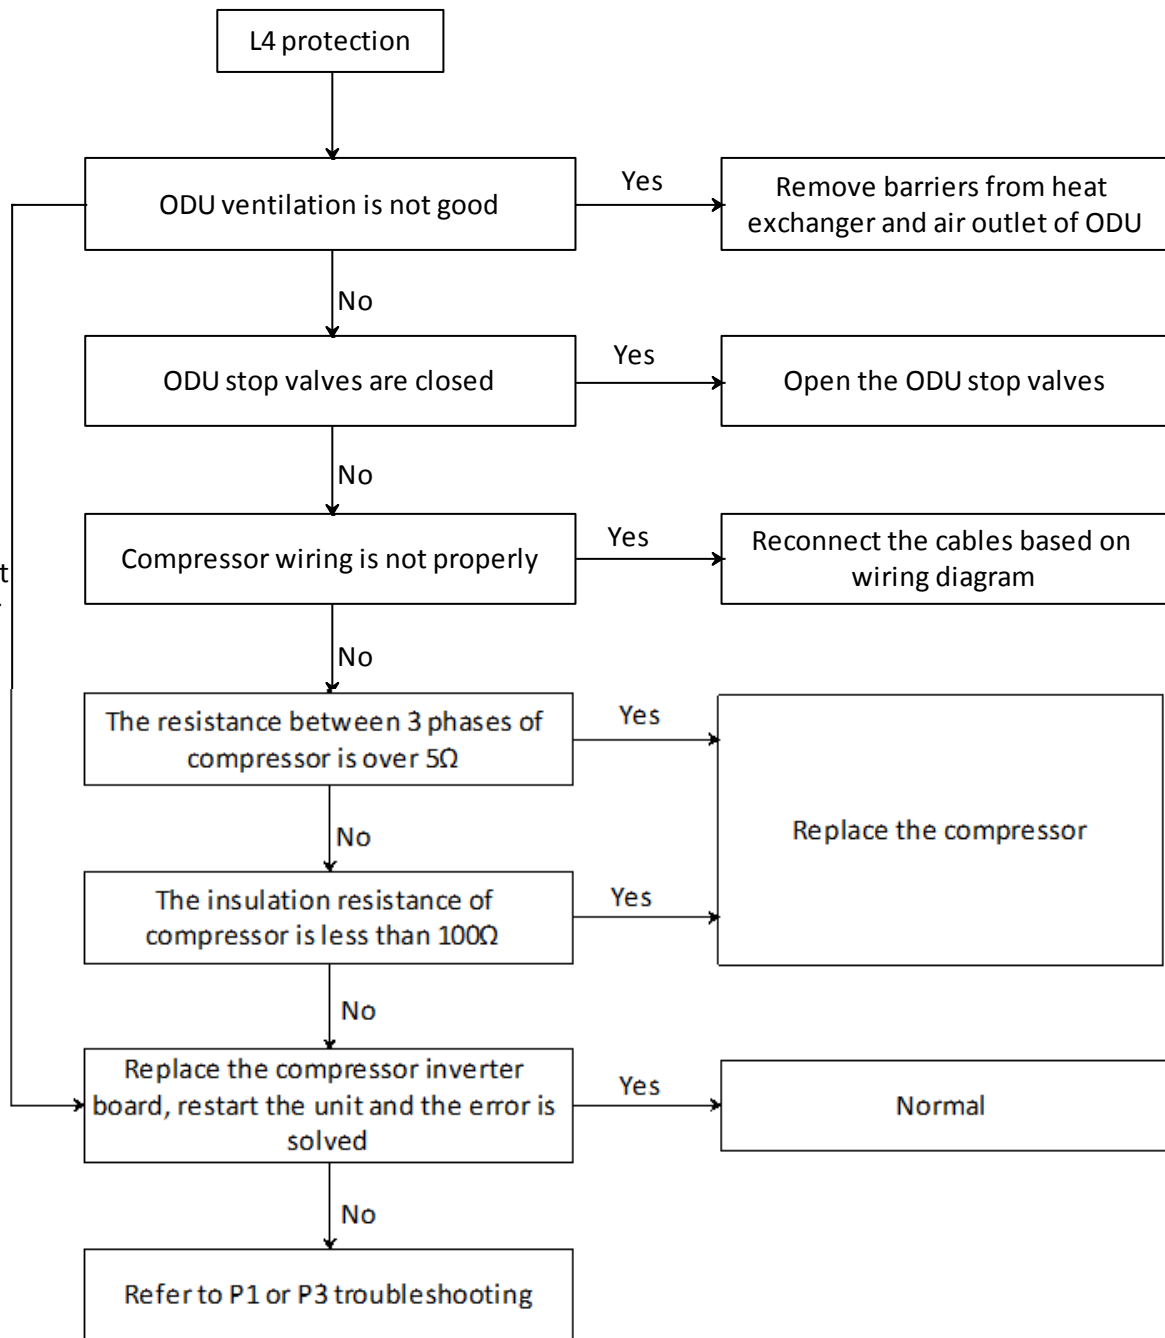 L4 protection
ODU ventilation is not good
Yes
Remove barriers from heat
exchanger and air outlet of ODU
No
ODU stop valves are closed
Yes
Open the ODU stop valves
No
Compressor wiring is not properly
Yes
Reconnect the cables based on
wiring diagram
t
No
The resistance between 3 phases of
compressor is over 5Ω
Yes
Replace the compressor
No
The insulation resistance of
compressor is less than 100Ω
Yes
No
Replace the compressor inverter
board, restart the unit and the error is
solved
Yes
Normal
No
Refer to P1 or P3 troubleshooting